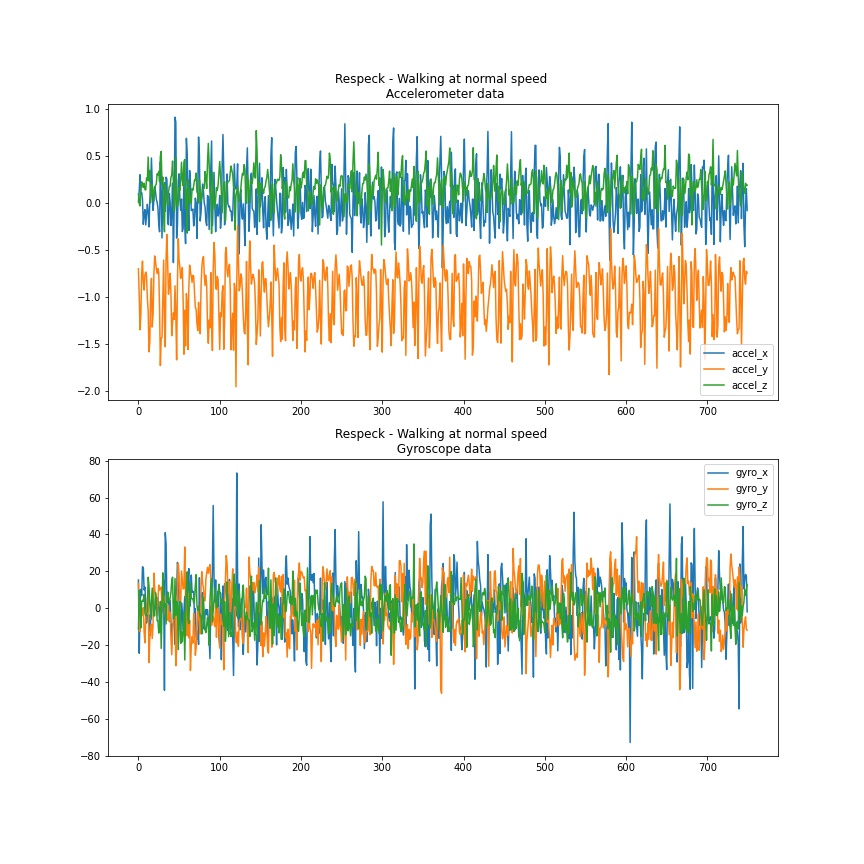 Respeck - Walking at normal speed
Accelerometer data
1.0
0.5
0.0
−0.5
−1.0
−1.5
−2.0
accel_x
accel_y
accel_z
0 100 200 300 400 500 600 700
Respeck - Walking at normal speed
Gyroscope data
80
60
40
20
0
−20
−40
−60
−80
gyro_x
gyro_y
gyro_z
0 100 200 300 400 500 600 700